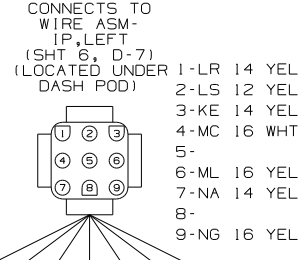 CONNECTS TO
WIRE ASM-
IP,LEFT
(SHT 6, D-7)
(LOCATED UNDER
DASH POD)
1-LR 14 YEL
2-LS 12 YEL
3-KE 14 YEL
4-MC 16 WHT
5-
6-ML 16 YEL
7-NA 14 YEL
8-
9-NG 16 YEL
1 2 3
4 5 6
7 8 9